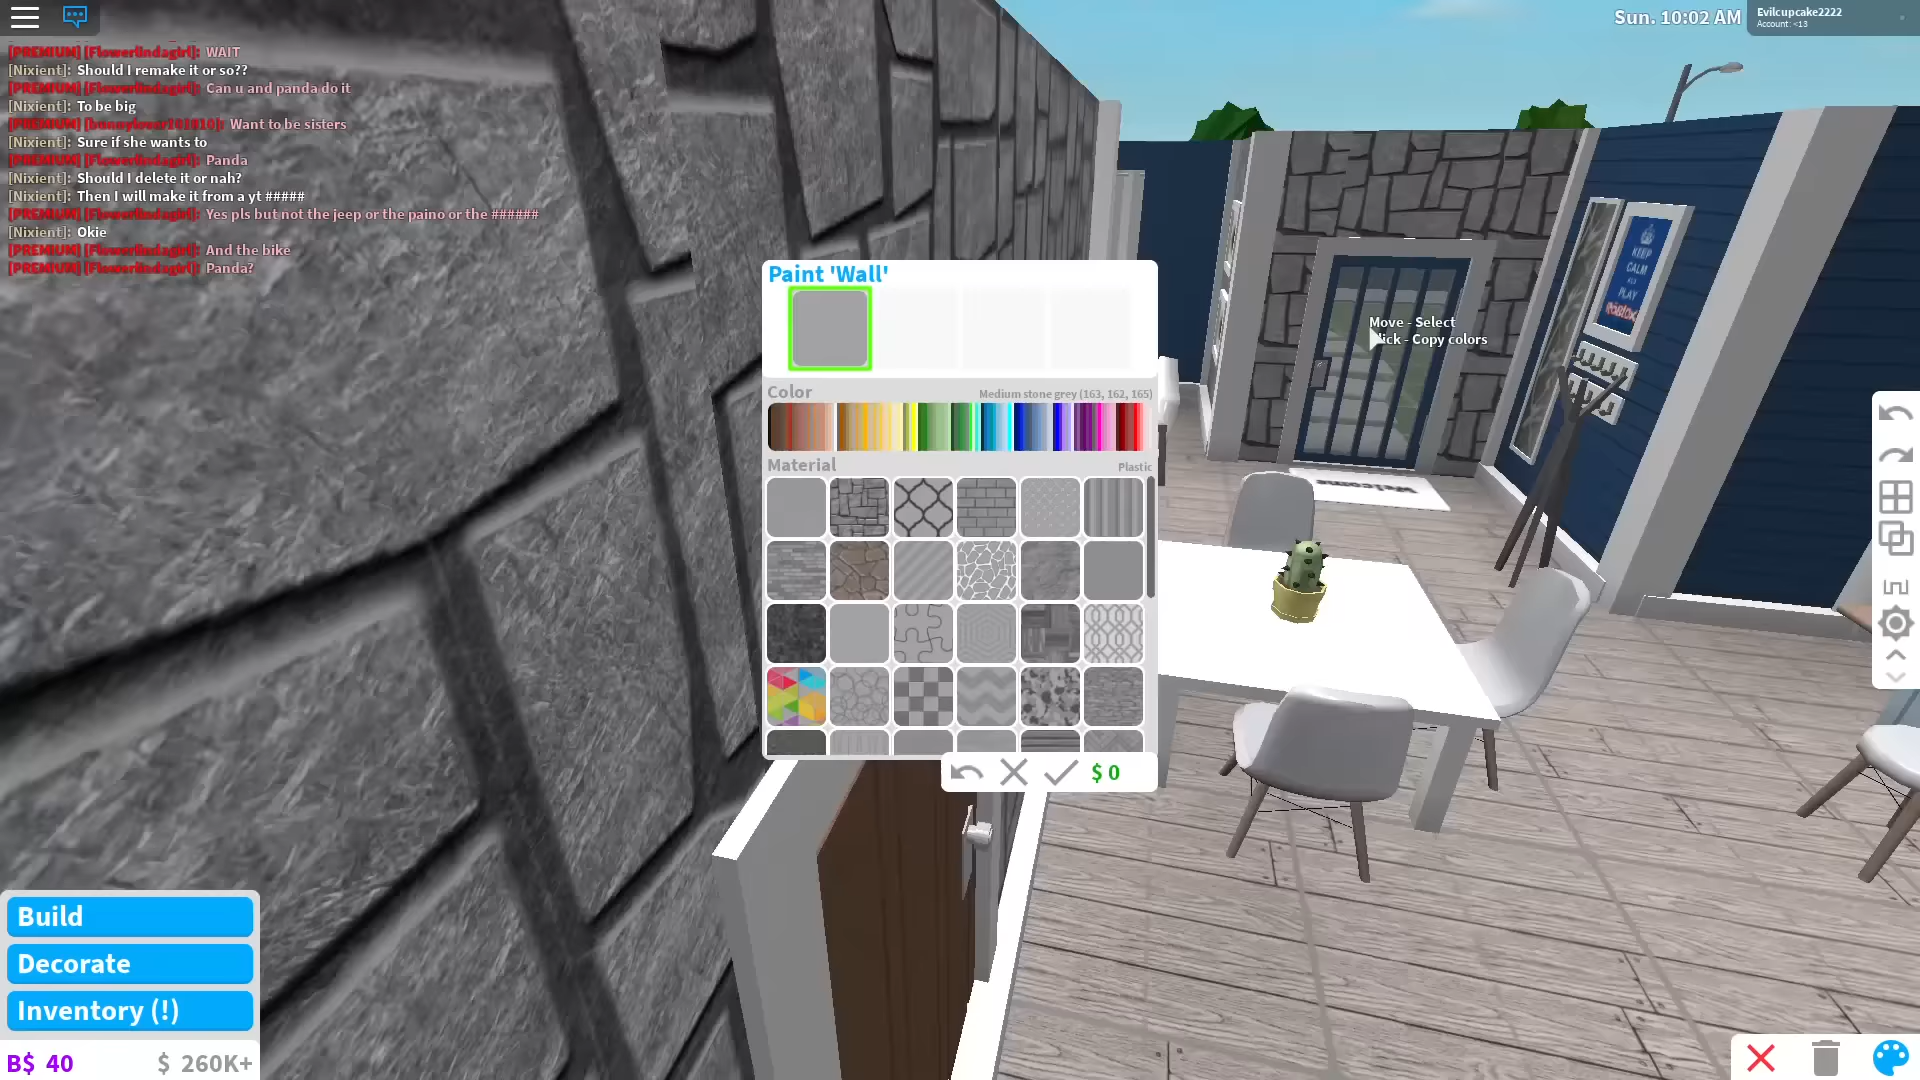 Sun. 10:02 AM
Evilcupcake2222
Account: <13
[PREMIUM] [Flowerlindagirl]: WAIT
[Nixient]: Should I remake it or so??
[PREMIUM] [Flowerlindagirl]: Can u and panda do it
[Nixient]: To be big
[PREMIUM] [bunnylover101010]: Want to be sisters
[Nixient]: Sure if she wants to
[PREMIUM] [Flowerlindagirl]: Panda
[Nixient]: Should I delete it or nah?
[Nixient]: Then I will make it from a yt #####
[PREMIUM] [Flowerlindagirl]: Yes pls but not the jeep or the paino or the ######
[Nixient]: Okie
[PREMIUM] [Flowerlindagirl]: And the bike
[PREMIUM] [Flowerlindagirl]: Panda?
KEEP
CALM
AND
PLAY
ROBLOX
Paint 'Wall'
Move - Select
Click - Copy colors
Color
Medium stone grey (163, 162, 165)
Material
Plastic
Welcome
$ 0
Build
Decorate
Inventory (!)
B$ 40
$ 260K+